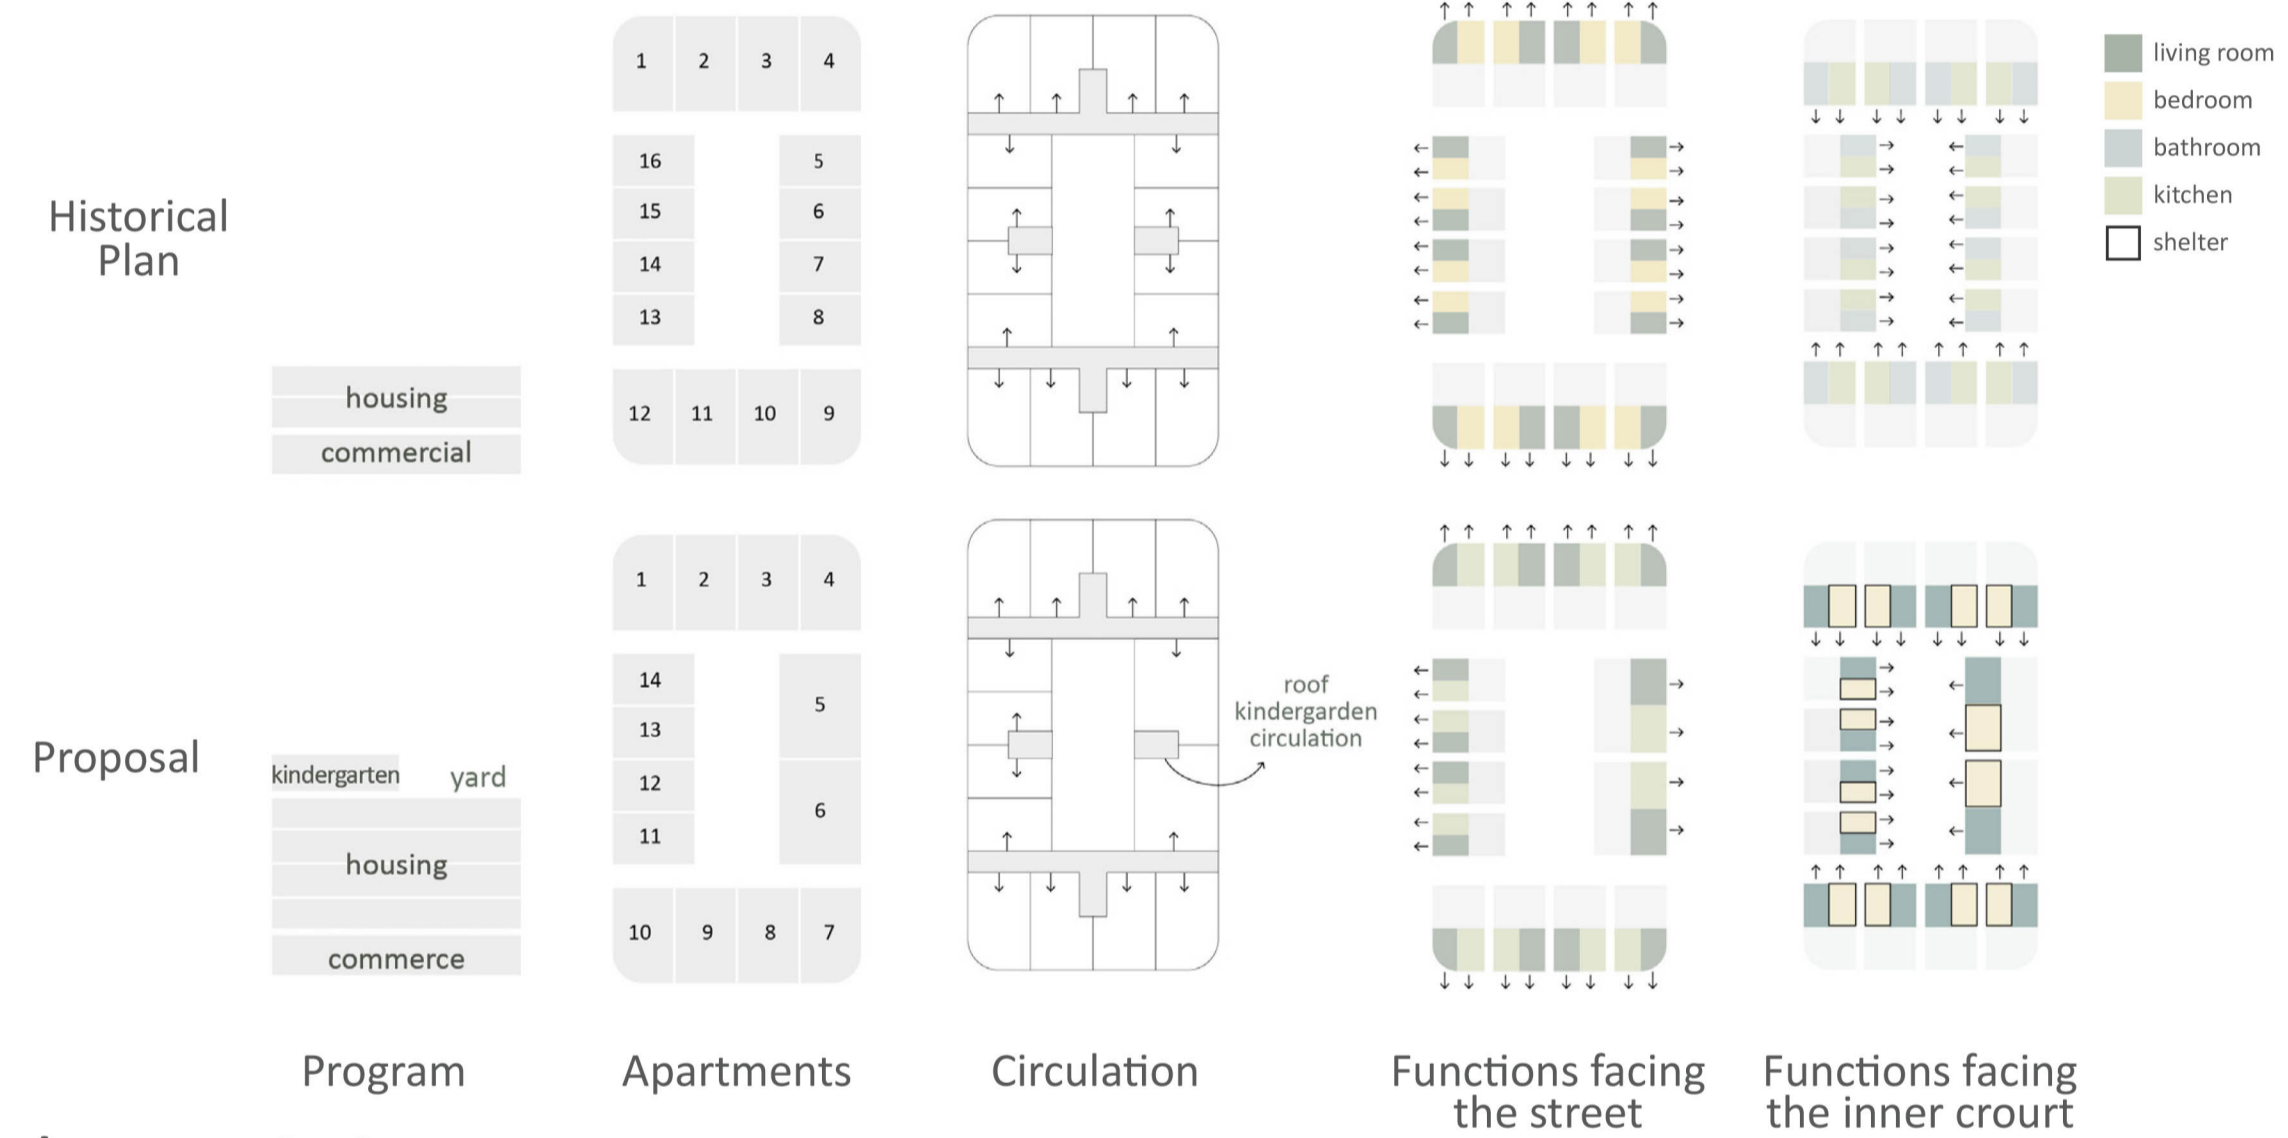 1 2 3 4
16 5
15 6
14 7
13 8
12 11 10 9
Historical
Plan
housing
commercial
living room
bedroom
bathroom
kitchen
shelter
1 2 3 4
14
13
12
11
5
6
10 9 8 7
roof
kindergarden
circulation
Proposal
kindergarten yard
housing
commerce
Program
Apartments
Circulation
Functions facing
the street
Functions facing
the inner crourt